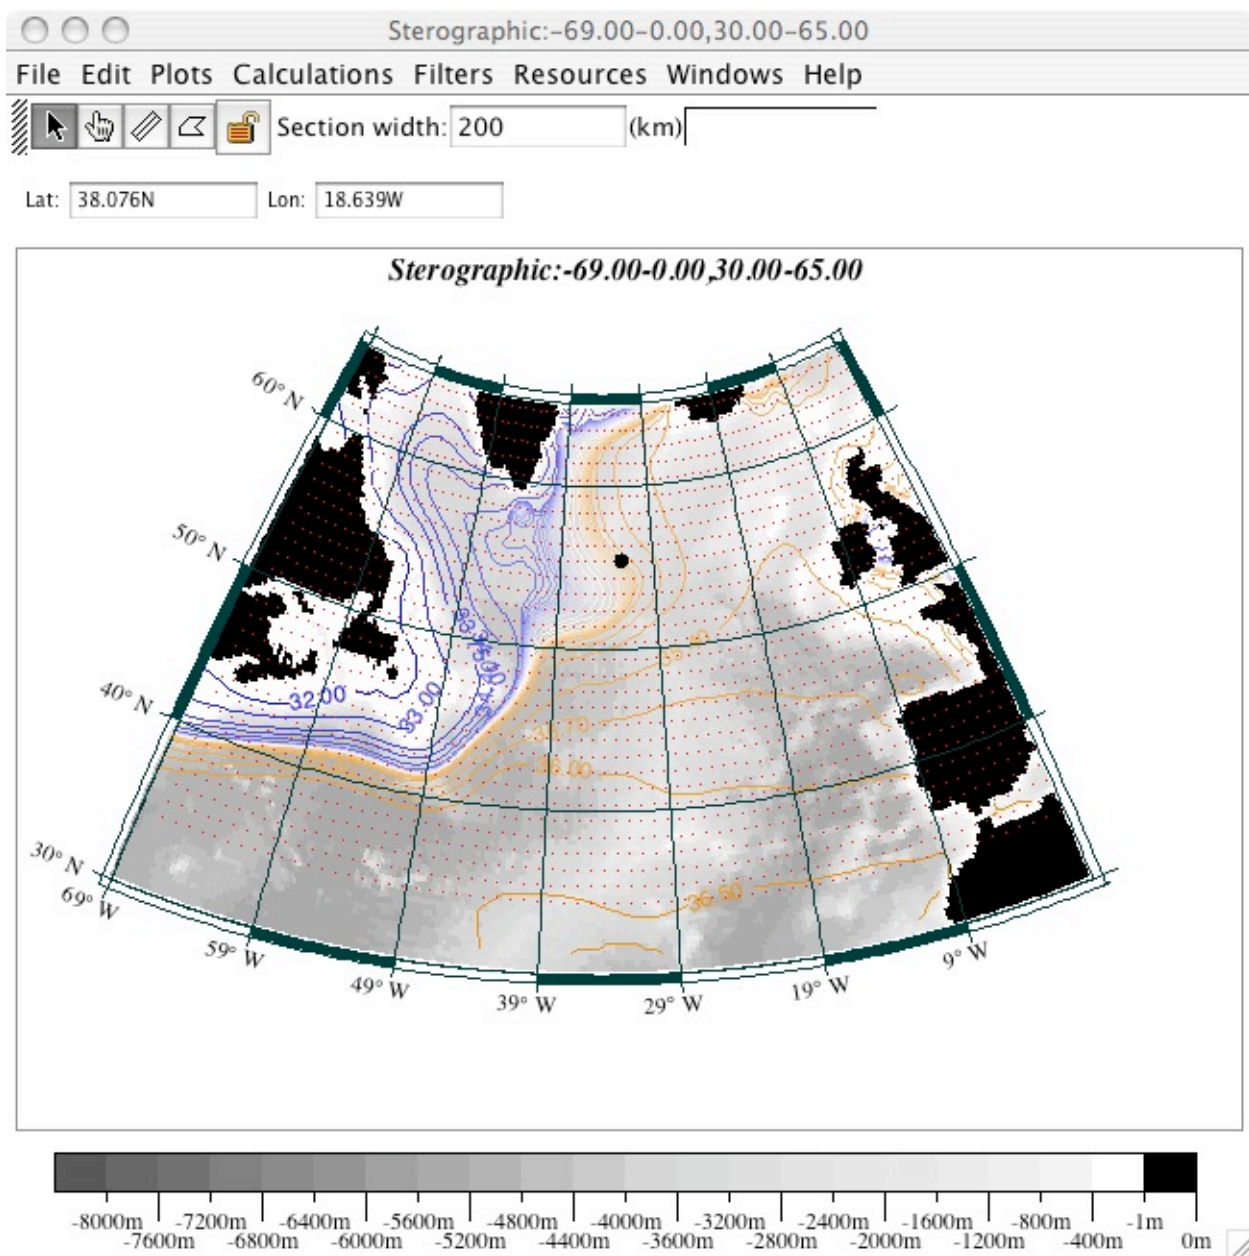 Sterographic:-69.00-0.00,30.00-65.00
File Edit Plots Calculations Filters Resources Windows Help
Section width: 200 (km)
Lat: 38.076N Lon: 18.639W
Sterographic:-69.00-0.00,30.00-65.00
60° N
50° N
40° N
30° N
69° W
59° W
49° W
39° W
29° W
19° W
9° W
32.00
33.00
36.00
36.50
-8000m -7200m -6400m -5600m -4800m -4000m -3200m -2400m -1600m -800m -1m
-7600m -6800m -6000m -5200m -4400m -3600m -2800m -2000m -1200m -400m 0m